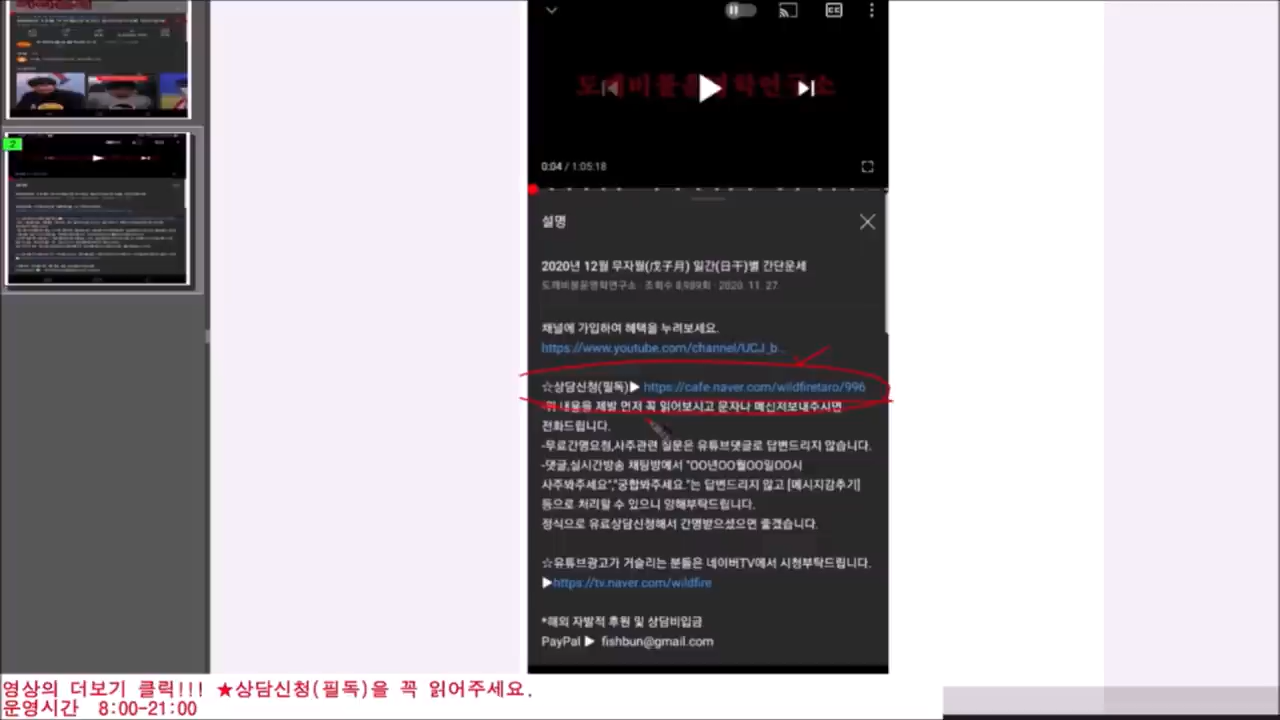 2
0:04 / 1:05:18
설명
2020년 12월 무자월(戊子月) 일간(日干)별 간단운세
도깨비불운명학연구소 · 조회수 8,989회 · 2020. 11. 27.
채널에 가입하여 혜택을 누려보세요.
https://www.youtube.com/channel/UCJ_b...
☆상담신청(필독)▶ https://cafe.naver.com/wildfiretaro/996
-위 내용을 제발 먼저 꼭 읽어보시고 문자나 메신저보내주시면
전화드립니다.
-무료간명요청,사주관련 질문은 유튜브댓글로 답변드리지 않습니다.
-댓글,실시간방송 채팅방에서 "OO년OO월OO일OO시
사주봐주세요","궁합봐주세요."는 답변드리지 않고 [메시지감추기]
등으로 처리할 수 있으니 양해부탁드립니다.
정식으로 유료상담신청해서 간명받으셨으면 좋겠습니다.
☆유튜브광고가 거슬리는 분들은 네이버TV에서 시청부탁드립니다.
▶https://tv.naver.com/wildfire
*해외 자발적 후원 및 상담비입금
PayPal ▶ fishbun@gmail.com
영상의 더보기 클릭!!! ★상담신청(필독)을 꼭 읽어주세요.
운영시간 8:00-21:00